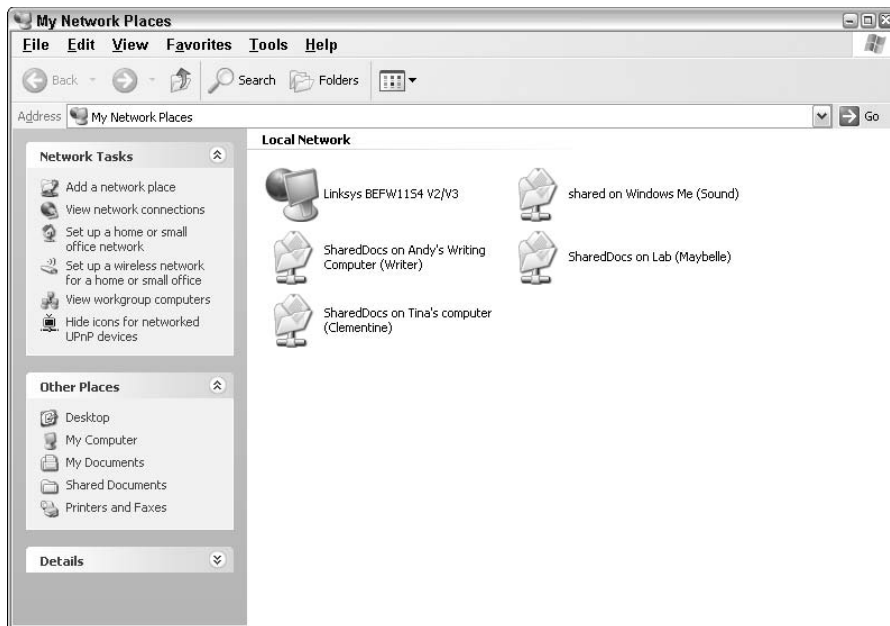 My Network Places
File Edit View Favorites Tools Help
Back Search Folders
Address My Network Places Go
Network Tasks
Add a network place
View network connections
Set up a home or small
office network
Set up a wireless network
for a home or small office
View workgroup computers
Hide icons for networked
UPnP devices
Other Places
Desktop
My Computer
My Documents
Shared Documents
Printers and Faxes
Details
Local Network
Linksys BEFW11S4 V2/V3
shared on Windows Me (Sound)
SharedDocs on Andy's Writing
Computer (Writer)
SharedDocs on Lab (Maybelle)
SharedDocs on Tina's computer
(Clementine)